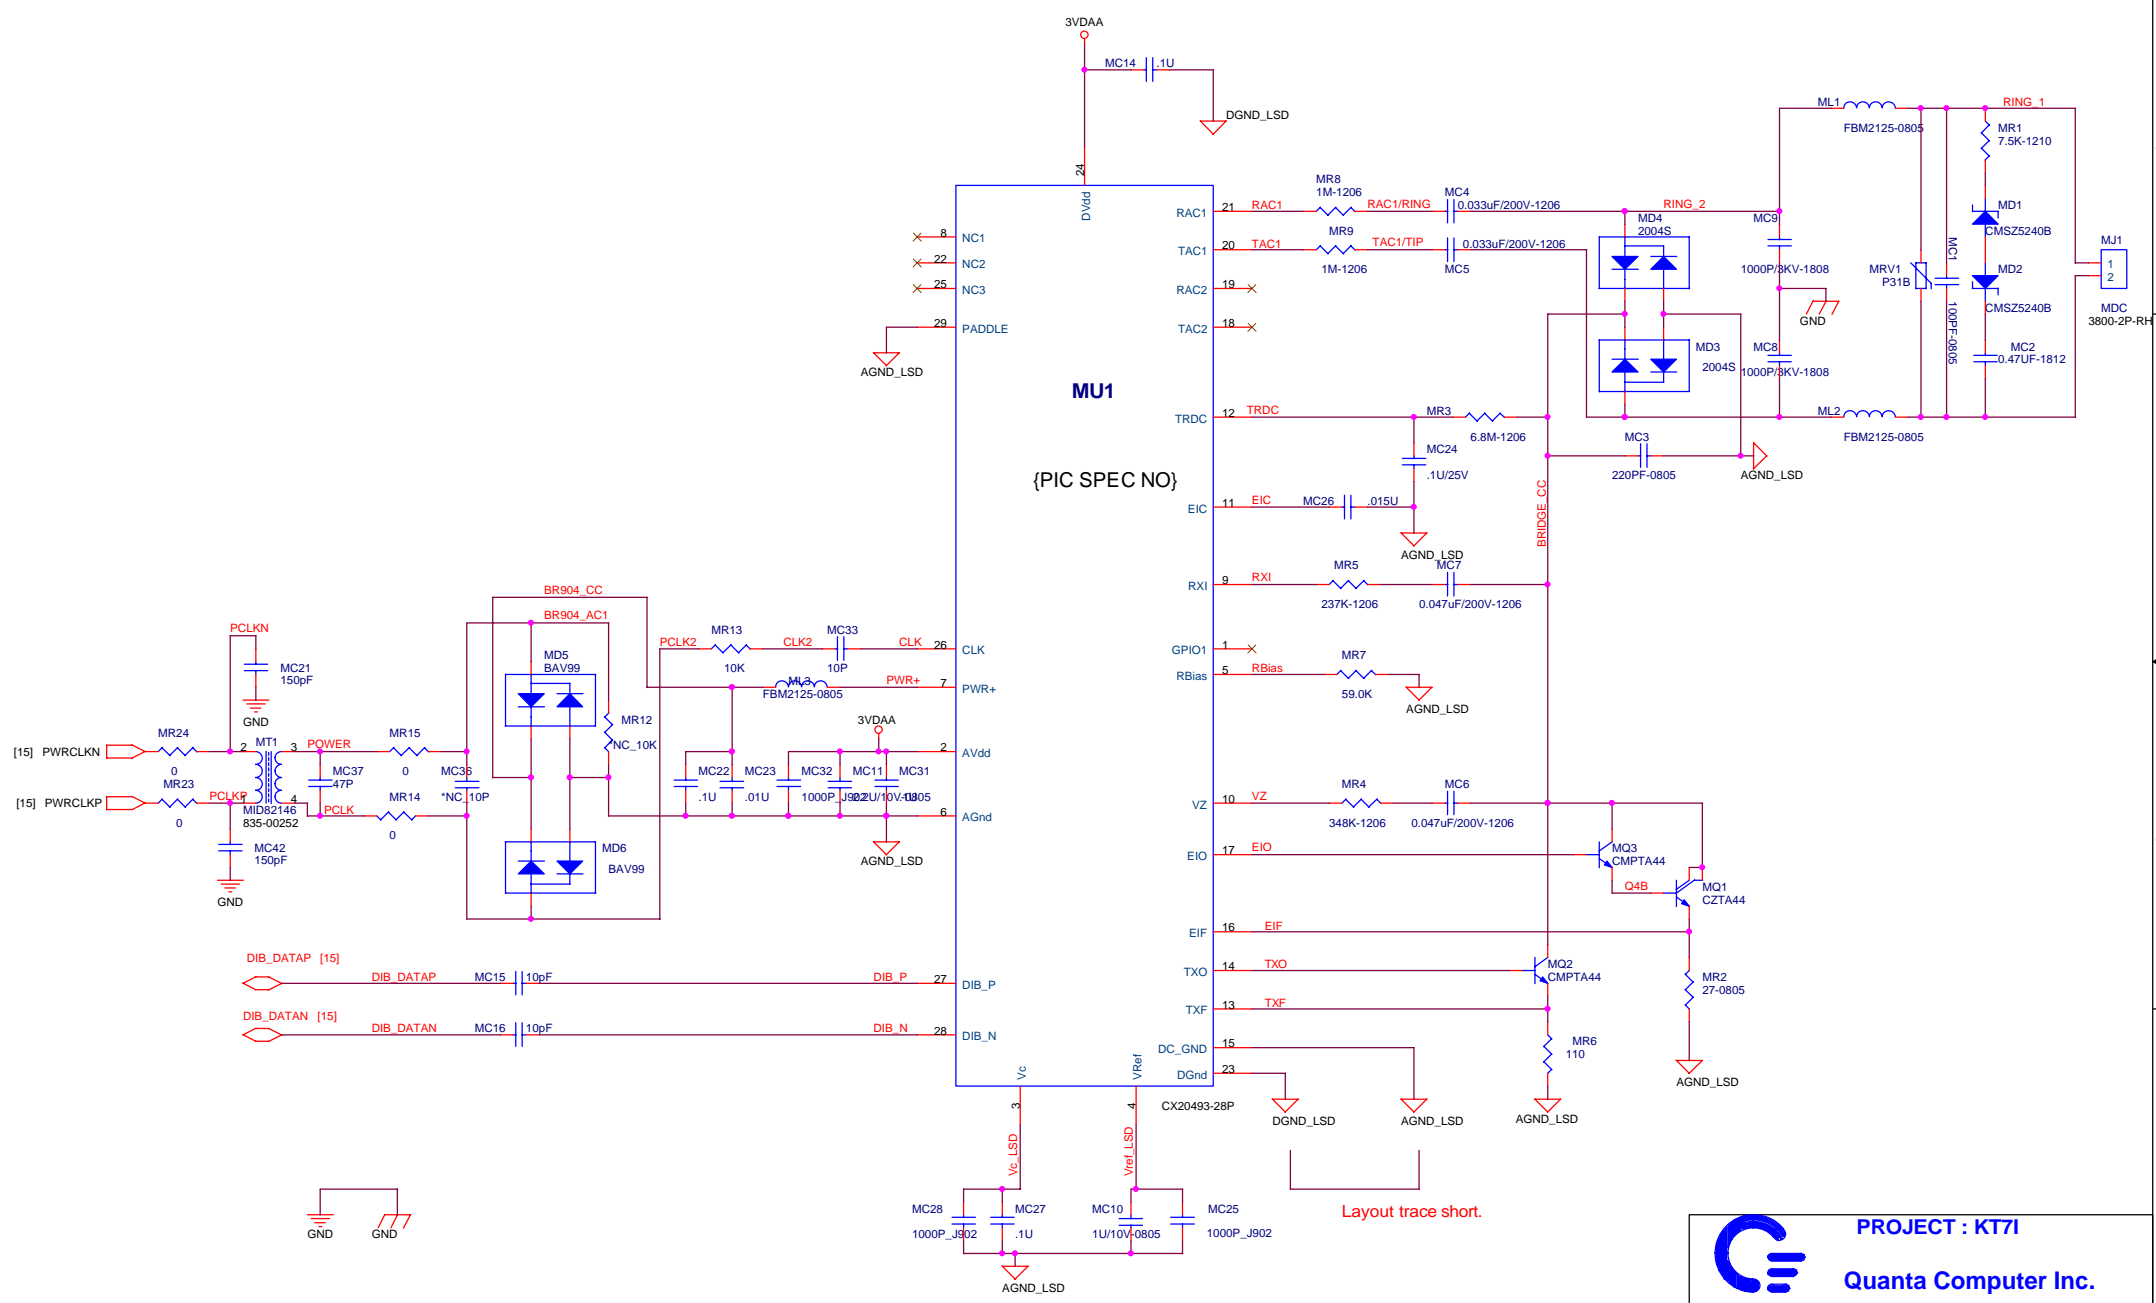 3VDAA
MC14 .1U
DGND_LSD
24
DVdd
ML1
RING_1
FBM2125-0805
MR1
7.5K-1210
MR8
1M-1206
MC4
0.033uF/200V-1206
21 RAC1 RAC1/RING RING_2
RAC1
MD4
2004S
MC9
MD1
CMSZ5240B
MR9
1M-1206
20 TAC1 TAC1/TIP 0.033uF/200V-1206
TAC1
MC5
8 NC1
22 NC2
25 NC3
29 PADDLE
AGND_LSD
RAC2 19
TAC2 18
1000P/3KV-1808
GND
MRV1
P31B
MC1
100PF-0805
MD2
CMSZ5240B
MJ1
1
2
MDC
3800-2P-RH
MD3
2004S
MC8
1000P/3KV-1808
MC2
0.47UF-1812
MU1
{PIC SPEC NO}
TRDC 12 TRDC
MR3
6.8M-1206
ML2
FBM2125-0805
MC24
.1U/25V
MC3
220PF-0805
AGND_LSD
EIC 11 EIC MC26 .015U
AGND_LSD
BRIDGE_CC
RXI 9 RXI
MR5
237K-1206
MC7
0.047uF/200V-1206
BR904_CC
BR904_AC1
PCLKN
MC21
150pF
GND
MD5
BAV99
PCLK2 MR13 CLK2 MC33 CLK 26 CLK
10K 10P
ML3
FBM2125-0805
PWR+ 7 PWR+
GPIO1 1
RBias 5 RBias
MR7
59.0K
AGND_LSD
MR12
*NC_10K
3VDAA
2 AVdd
[15] PWRCLKN
MR24
0
2 MT1 3
POWER
MR15
0
MC37
47P
MC36
*NC_10P
MC22
.1U
MC23
.01U
MC32
1000P_J902
MC11
2.2U/10V-0805
MC31
.1U
[15] PWRCLKP
MR23
0
PCLKP
1 4
MID82146
835-00252
PCLK
MR14
0
6 AGnd
AGND_LSD
MC42
150pF
GND
MD6
BAV99
VZ 10 VZ
MR4
348K-1206
MC6
0.047uF/200V-1206
EIO 17 EIO
MQ3
CMPTA44
Q4B
MQ1
CZTA44
EIF 16 EIF
TXO 14 TXO
MQ2
CMPTA44
MR2
27-0805
AGND_LSD
TXF 13 TXF
MR6
110
AGND_LSD
DIB_DATAP [15]
DIB_DATAP MC15 10pF DIB_P 27 DIB_P
DIB_DATAN [15]
DIB_DATAN MC16 10pF DIB_N 28 DIB_N
DC_GND 15
DGnd 23
DGND_LSD
AGND_LSD
Vc
VRef
CX20493-28P
3
4
Vc_LSD
Vref_LSD
MC28
1000P_J902
MC27
.1U
MC10
1U/10V-0805
MC25
1000P_J902
AGND_LSD
Layout trace short.
GND
GND
PROJECT : KT7I
Quanta Computer Inc.